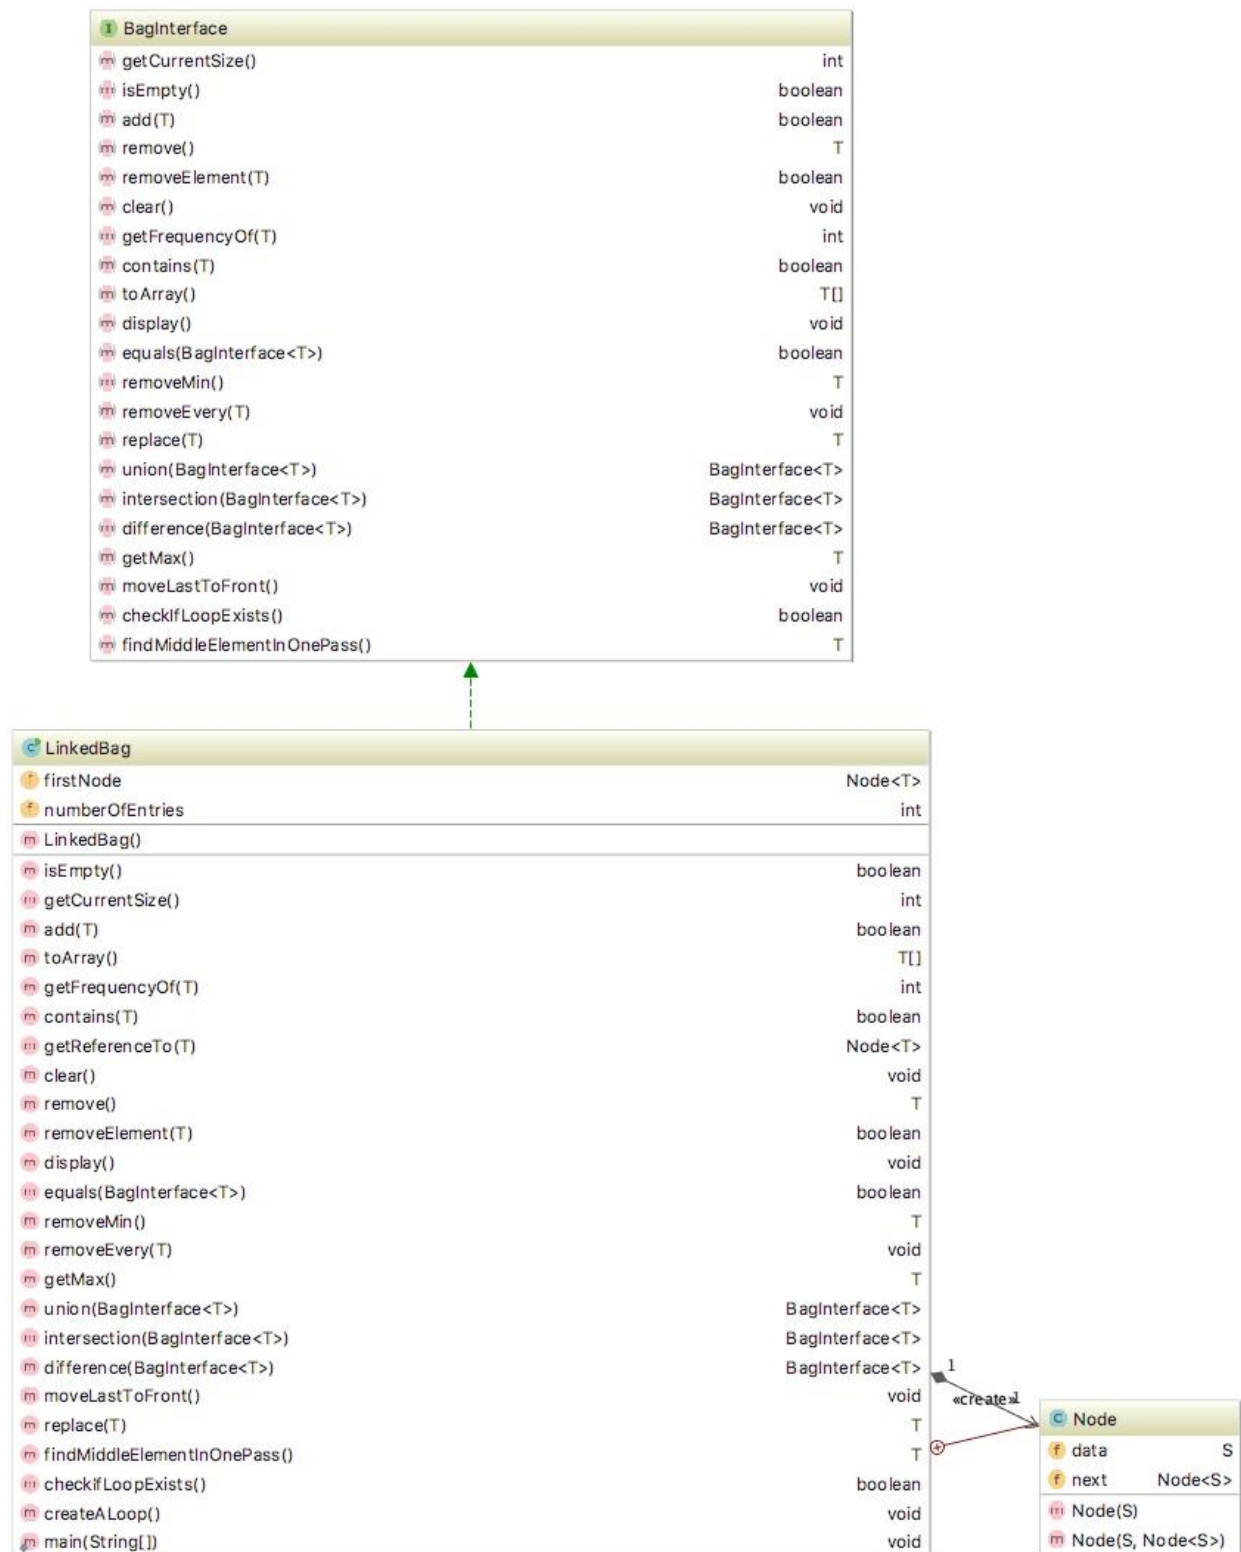 BagInterface
getCurrentSize() int
isEmpty() boolean
add(T) boolean
remove() T
removeElement(T) boolean
clear() void
getFrequencyOf(T) int
contains(T) boolean
toArray() T[]
display() void
equals(BagInterface<T>) boolean
removeMin() T
removeEvery(T) void
replace(T) T
union(BagInterface<T>) BagInterface<T>
intersection(BagInterface<T>) BagInterface<T>
difference(BagInterface<T>) BagInterface<T>
getMax() T
moveLastToFront() void
checkIfLoopExists() boolean
findMiddleElementInOnePass() T
LinkedBag
firstNode Node<T>
numberOfEntries int
LinkedBag()
isEmpty() boolean
getCurrentSize() int
add(T) boolean
toArray() T[]
getFrequencyOf(T) int
contains(T) boolean
getReferenceTo(T) Node<T>
clear() void
remove() T
removeElement(T) boolean
display() void
equals(BagInterface<T>) boolean
removeMin() T
removeEvery(T) void
getMax() T
union(BagInterface<T>) BagInterface<T>
intersection(BagInterface<T>) BagInterface<T>
difference(BagInterface<T>) BagInterface<T>
moveLastToFront() void
replace(T) T
findMiddleElementInOnePass() T
checkIfLoopExists() boolean
createALoop() void
main(String[]) void
1
«create» 1
Node
data S
next Node<S>
Node(S)
Node(S, Node<S>)